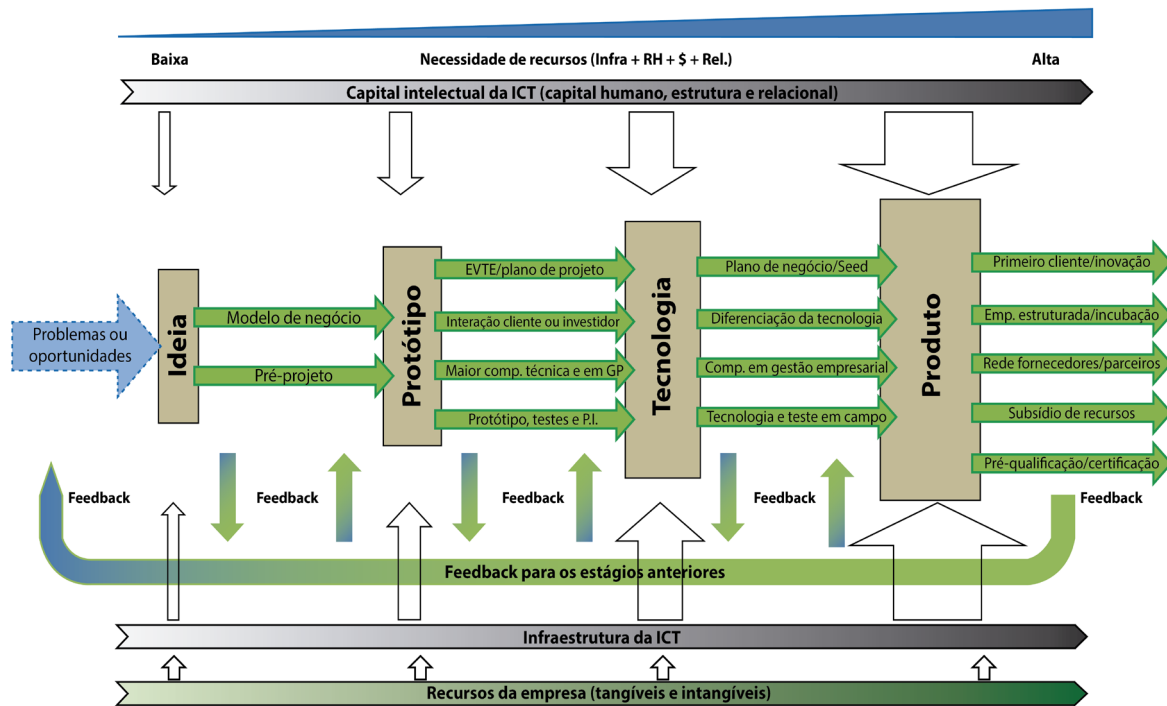 Baixa
Necessidade de recursos (Infra + RH + $ + Rel.)
Alta
Capital intelectual da ICT (capital humano, estrutura e relacional)
Problemas ou
oportunidades
Ideia
Modelo de negócio
Pré-projeto
Protótipo
EVTE/plano de projeto
Interação cliente ou investidor
Maior comp. técnica e em GP
Protótipo, testes e P.I.
Tecnologia
Plano de negócio/Seed
Diferenciação da tecnologia
Comp. em gestão empresarial
Tecnologia e teste em campo
Produto
Primeiro cliente/inovação
Emp. estruturada/incubação
Rede fornecedores/parceiros
Subsídio de recursos
Pré-qualificação/certificação
Feedback
Feedback
Feedback
Feedback
Feedback
Feedback para os estágios anteriores
Infraestrutura da ICT
Recursos da empresa (tangíveis e intangíveis)